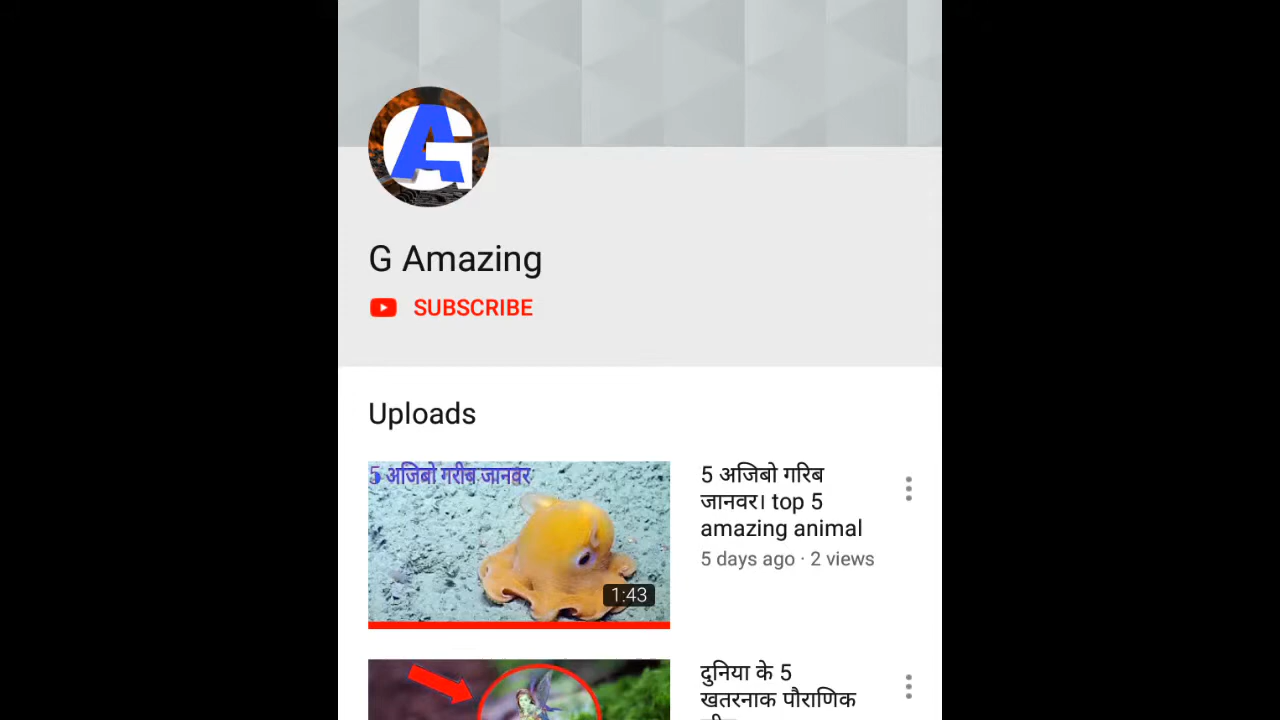 G Amazing
SUBSCRIBE
Uploads
5 अजिबो गरीब जानवर
1:43
5 अजिबो गरिब
जानवर। top 5
amazing animal
5 days ago · 2 views
दुनिया के 5
खतरनाक पौराणिक